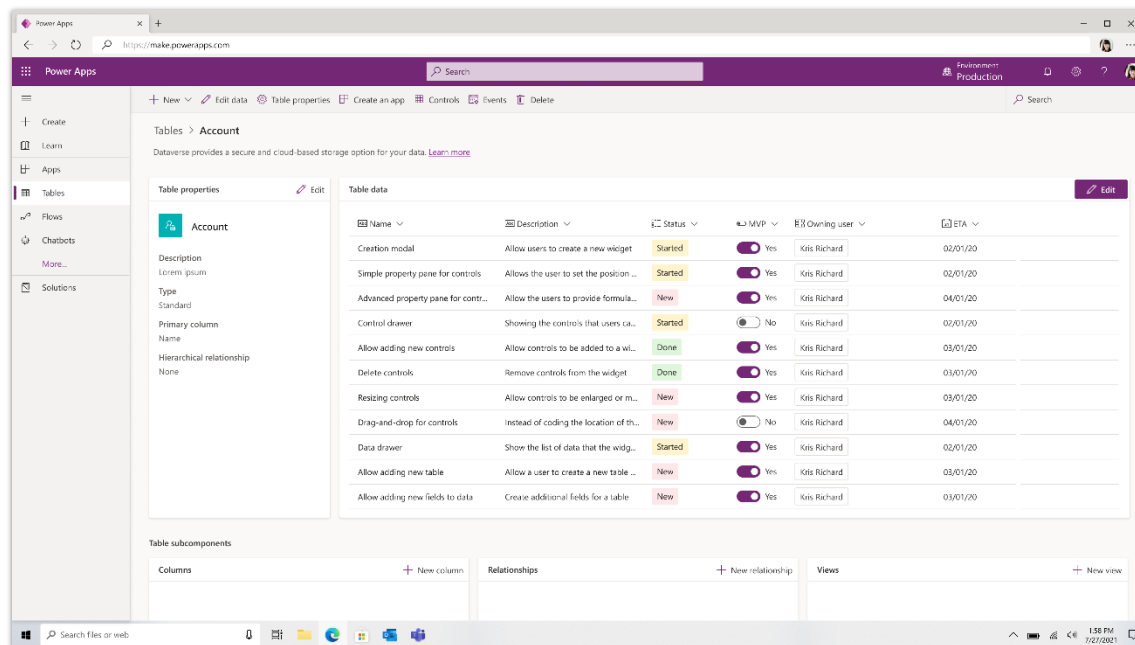 Power Apps
https://make.powerapps.com
Power Apps
Search
Environment
Production
New
Edit data
Table properties
Create an app
Controls
Events
Delete
Search
Create
Learn
Apps
Tables
Flows
Chatbots
More...
Solutions
Tables > Account
Dataverse provides a secure and cloud-based storage option for your data. Learn more
Table properties
Edit
Account
Description
Lorem ipsum
Type
Standard
Primary column
Name
Hierarchical relationship
None
Table data
Edit
Name Description Status MVP Owning user ETA
Creation modal Allow users to create a new widget Started Yes Kris Richard 02/01/20
Simple property pane for controls Allows the user to set the position ... Started Yes Kris Richard 02/01/20
Advanced property pane for contr... Allow the users to provide formula... New Yes Kris Richard 04/01/20
Control drawer Showing the controls that users ca... Started No Kris Richard 02/01/20
Allow adding new controls Allow controls to be added to a wi... Done Yes Kris Richard 03/01/20
Delete controls Remove controls from the widget Done Yes Kris Richard 03/01/20
Resizing controls Allow controls to be enlarged or m... New Yes Kris Richard 03/01/20
Drag-and-drop for controls Instead of coding the location of th... New No Kris Richard 04/01/20
Data drawer Show the list of data that the widg... Started Yes Kris Richard 02/01/20
Allow adding new table Allow a user to create a new table ... New Yes Kris Richard 03/01/20
Allow adding new fields to data Create additional fields for a table New Yes Kris Richard 03/01/20
Table subcomponents
Columns
New column
Relationships
New relationship
Views
New view
Search files or web
1:58 PM
7/27/2021